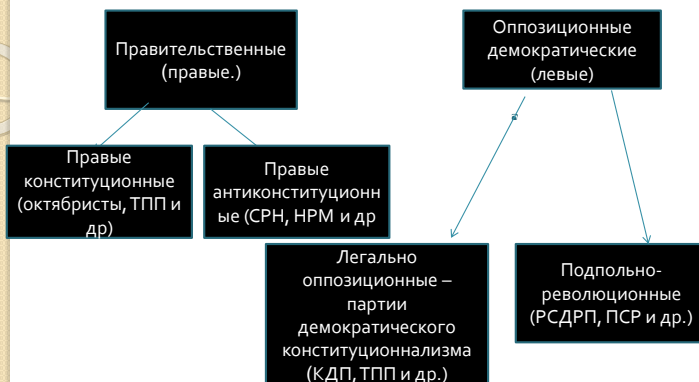 Правительственные
(правые.)
Оппозиционные
демократические
(левые)
Правые
конституционные
(октябристы, ТПП и
др)
Правые
антиконституционн
ые (СРН, НРМ и др
Легально
оппозиционные –
партии
демократического
конституционнализма
(КДП, ТПП и др.)
Подпольно-
революционные
(РСДРП, ПСР и др.)